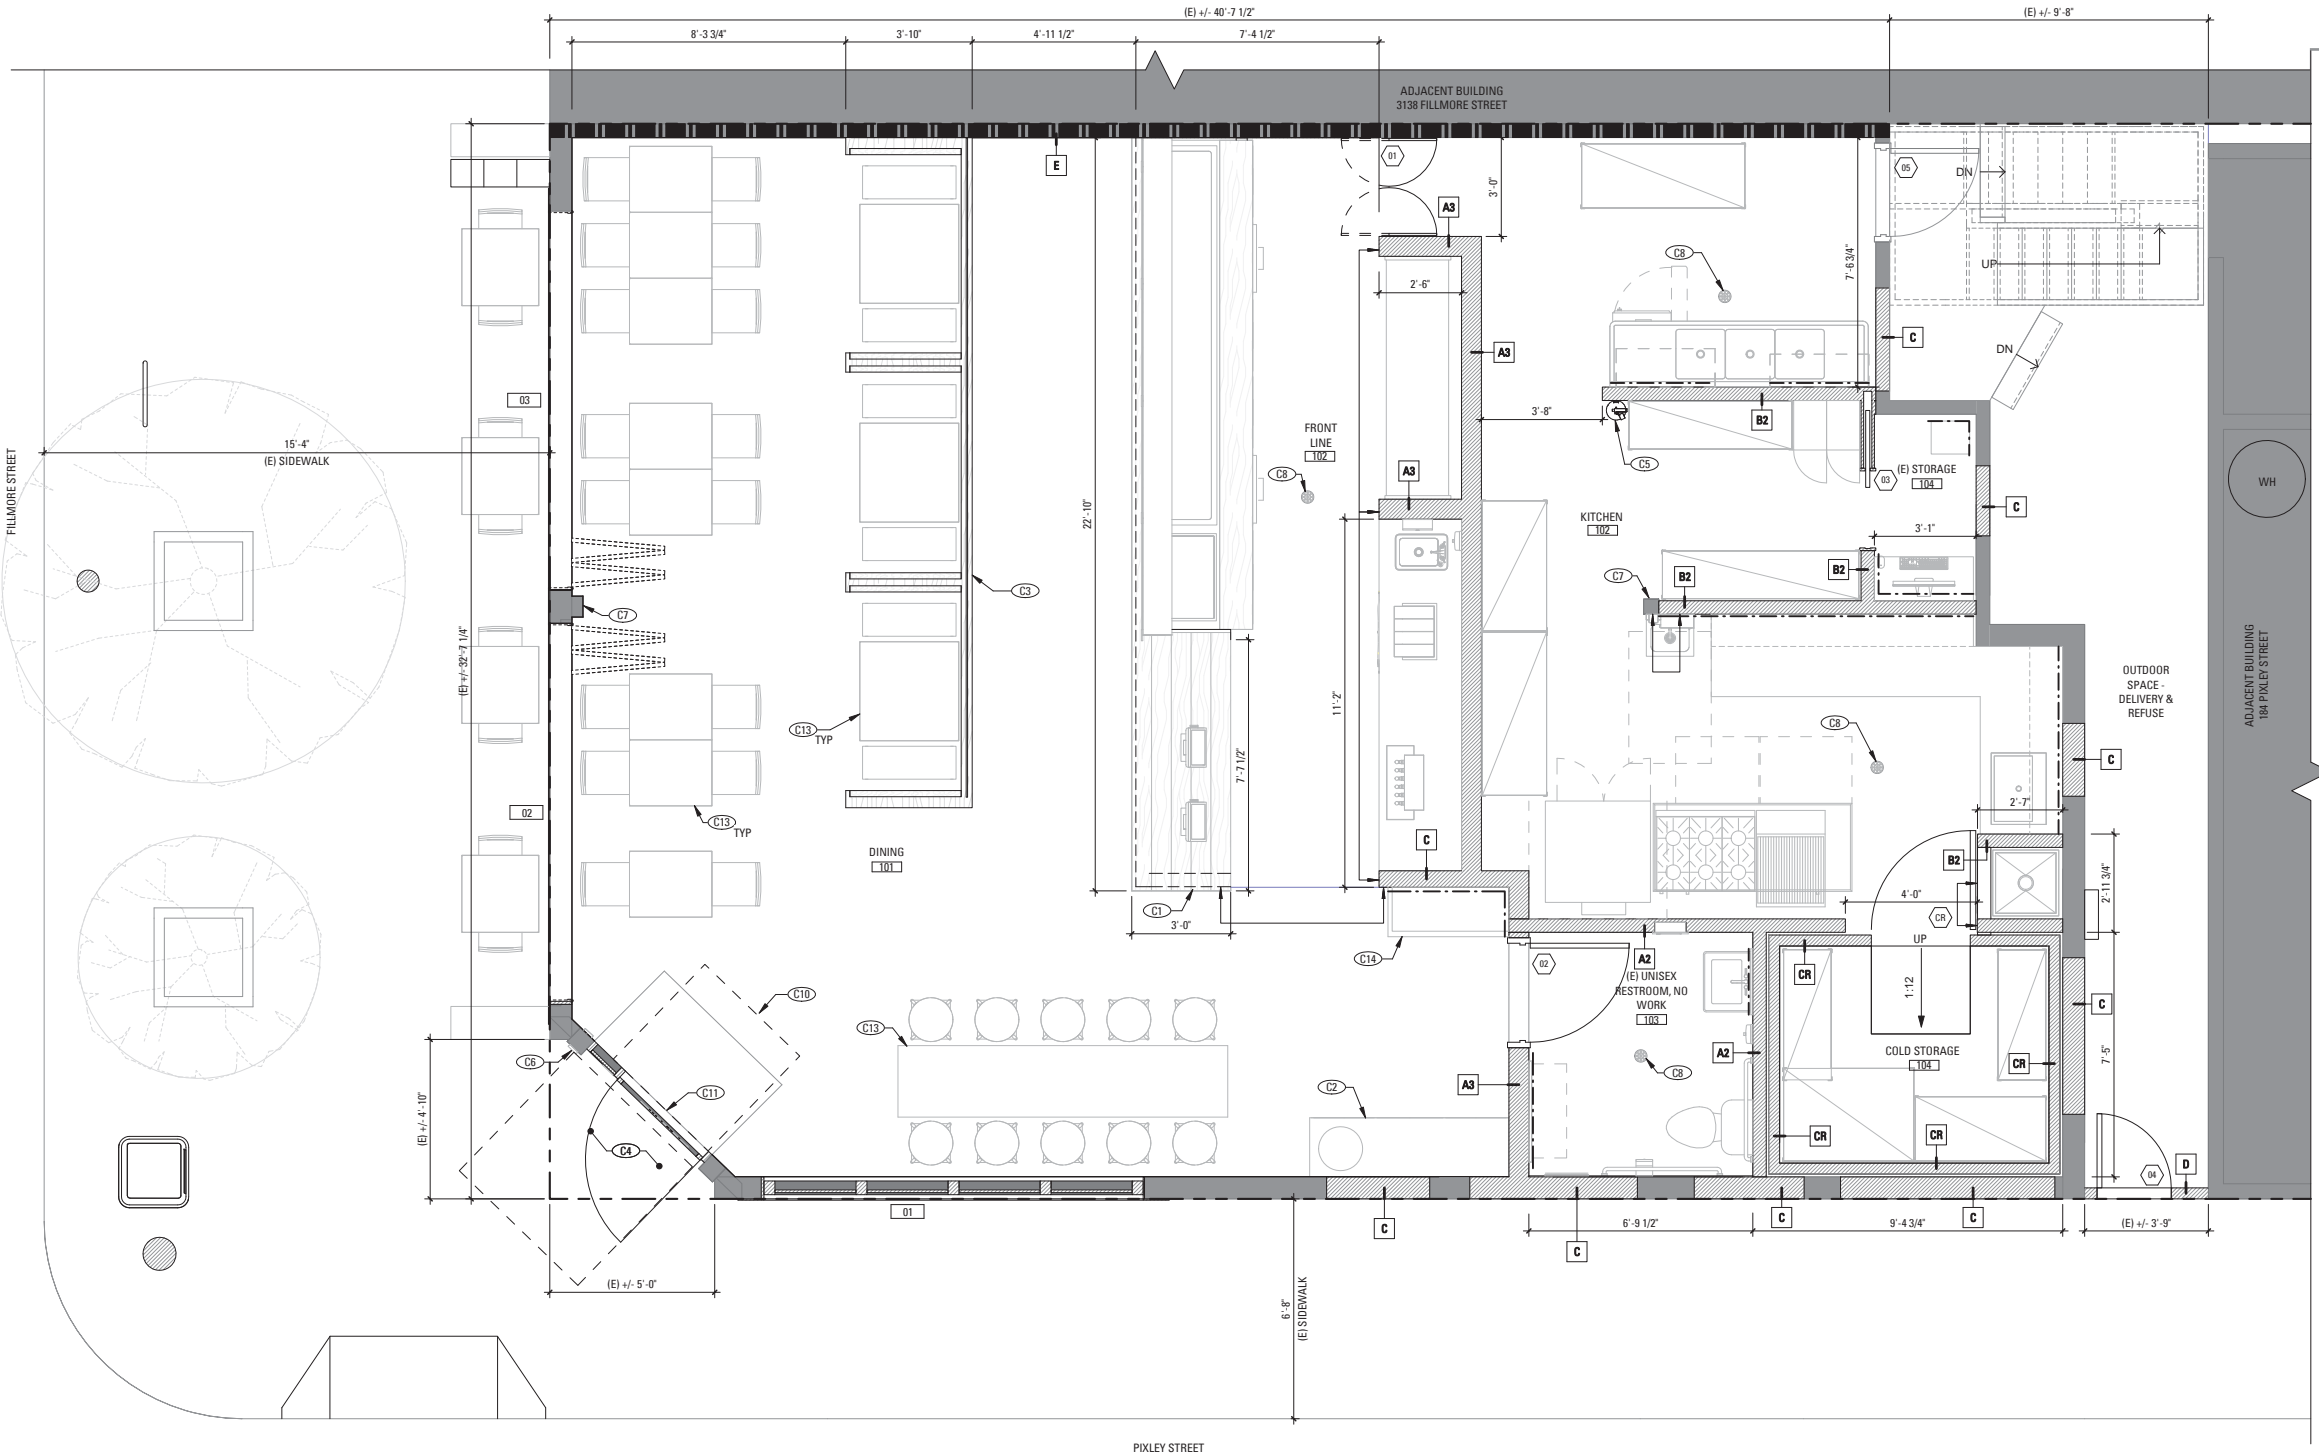 (E) +/- 40'-7 1/2"
(E) +/- 9'-8"
8'-3 3/4"
3'-10"
4'-11 1/2"
7'-4 1/2"
ADJACENT BUILDING
3138 FILLMORE STREET
E
01
3'-0"
A3
05
DN
UP
C8
7'-6 3/4"
2'-6"
C
A3
DN
03
3'-8"
B2
15'-4"
(E) SIDEWALK
FILLMORE STREET
FRONT
LINE
102
C8
A3
C5
(E) STORAGE
104
03
WH
22'-10"
KITCHEN
102
C
3'-1"
C7
B2
B2
C3
C7
(E) +/- 32'-7 1/4"
OUTDOOR
SPACE -
DELIVERY &
REFUSE
ADJACENT BUILDING
184 PIXLEY STREET
11'-2"
C13
TYP
C8
7'-7 1/2"
C
2'-7"
02
C13
TYP
DINING
101
C
B2
2'-11 3/4"
4'-0"
C1
3'-0"
CR
UP
C14
A2
02
(E) UNISEX
RESTROOM, NO
WORK
103
CR
1:12
C10
C
C13
C6
A2
COLD STORAGE
104
CR
7'-5"
C8
A3
C2
C11
(E) +/- 4'-10"
C4
CR
CR
D
04
01
C
6'-9 1/2"
C
9'-4 3/4"
C
(E) +/- 3'-9"
C
(E) +/- 5'-0"
6'-8"
(E) SIDEWALK
PIXLEY STREET